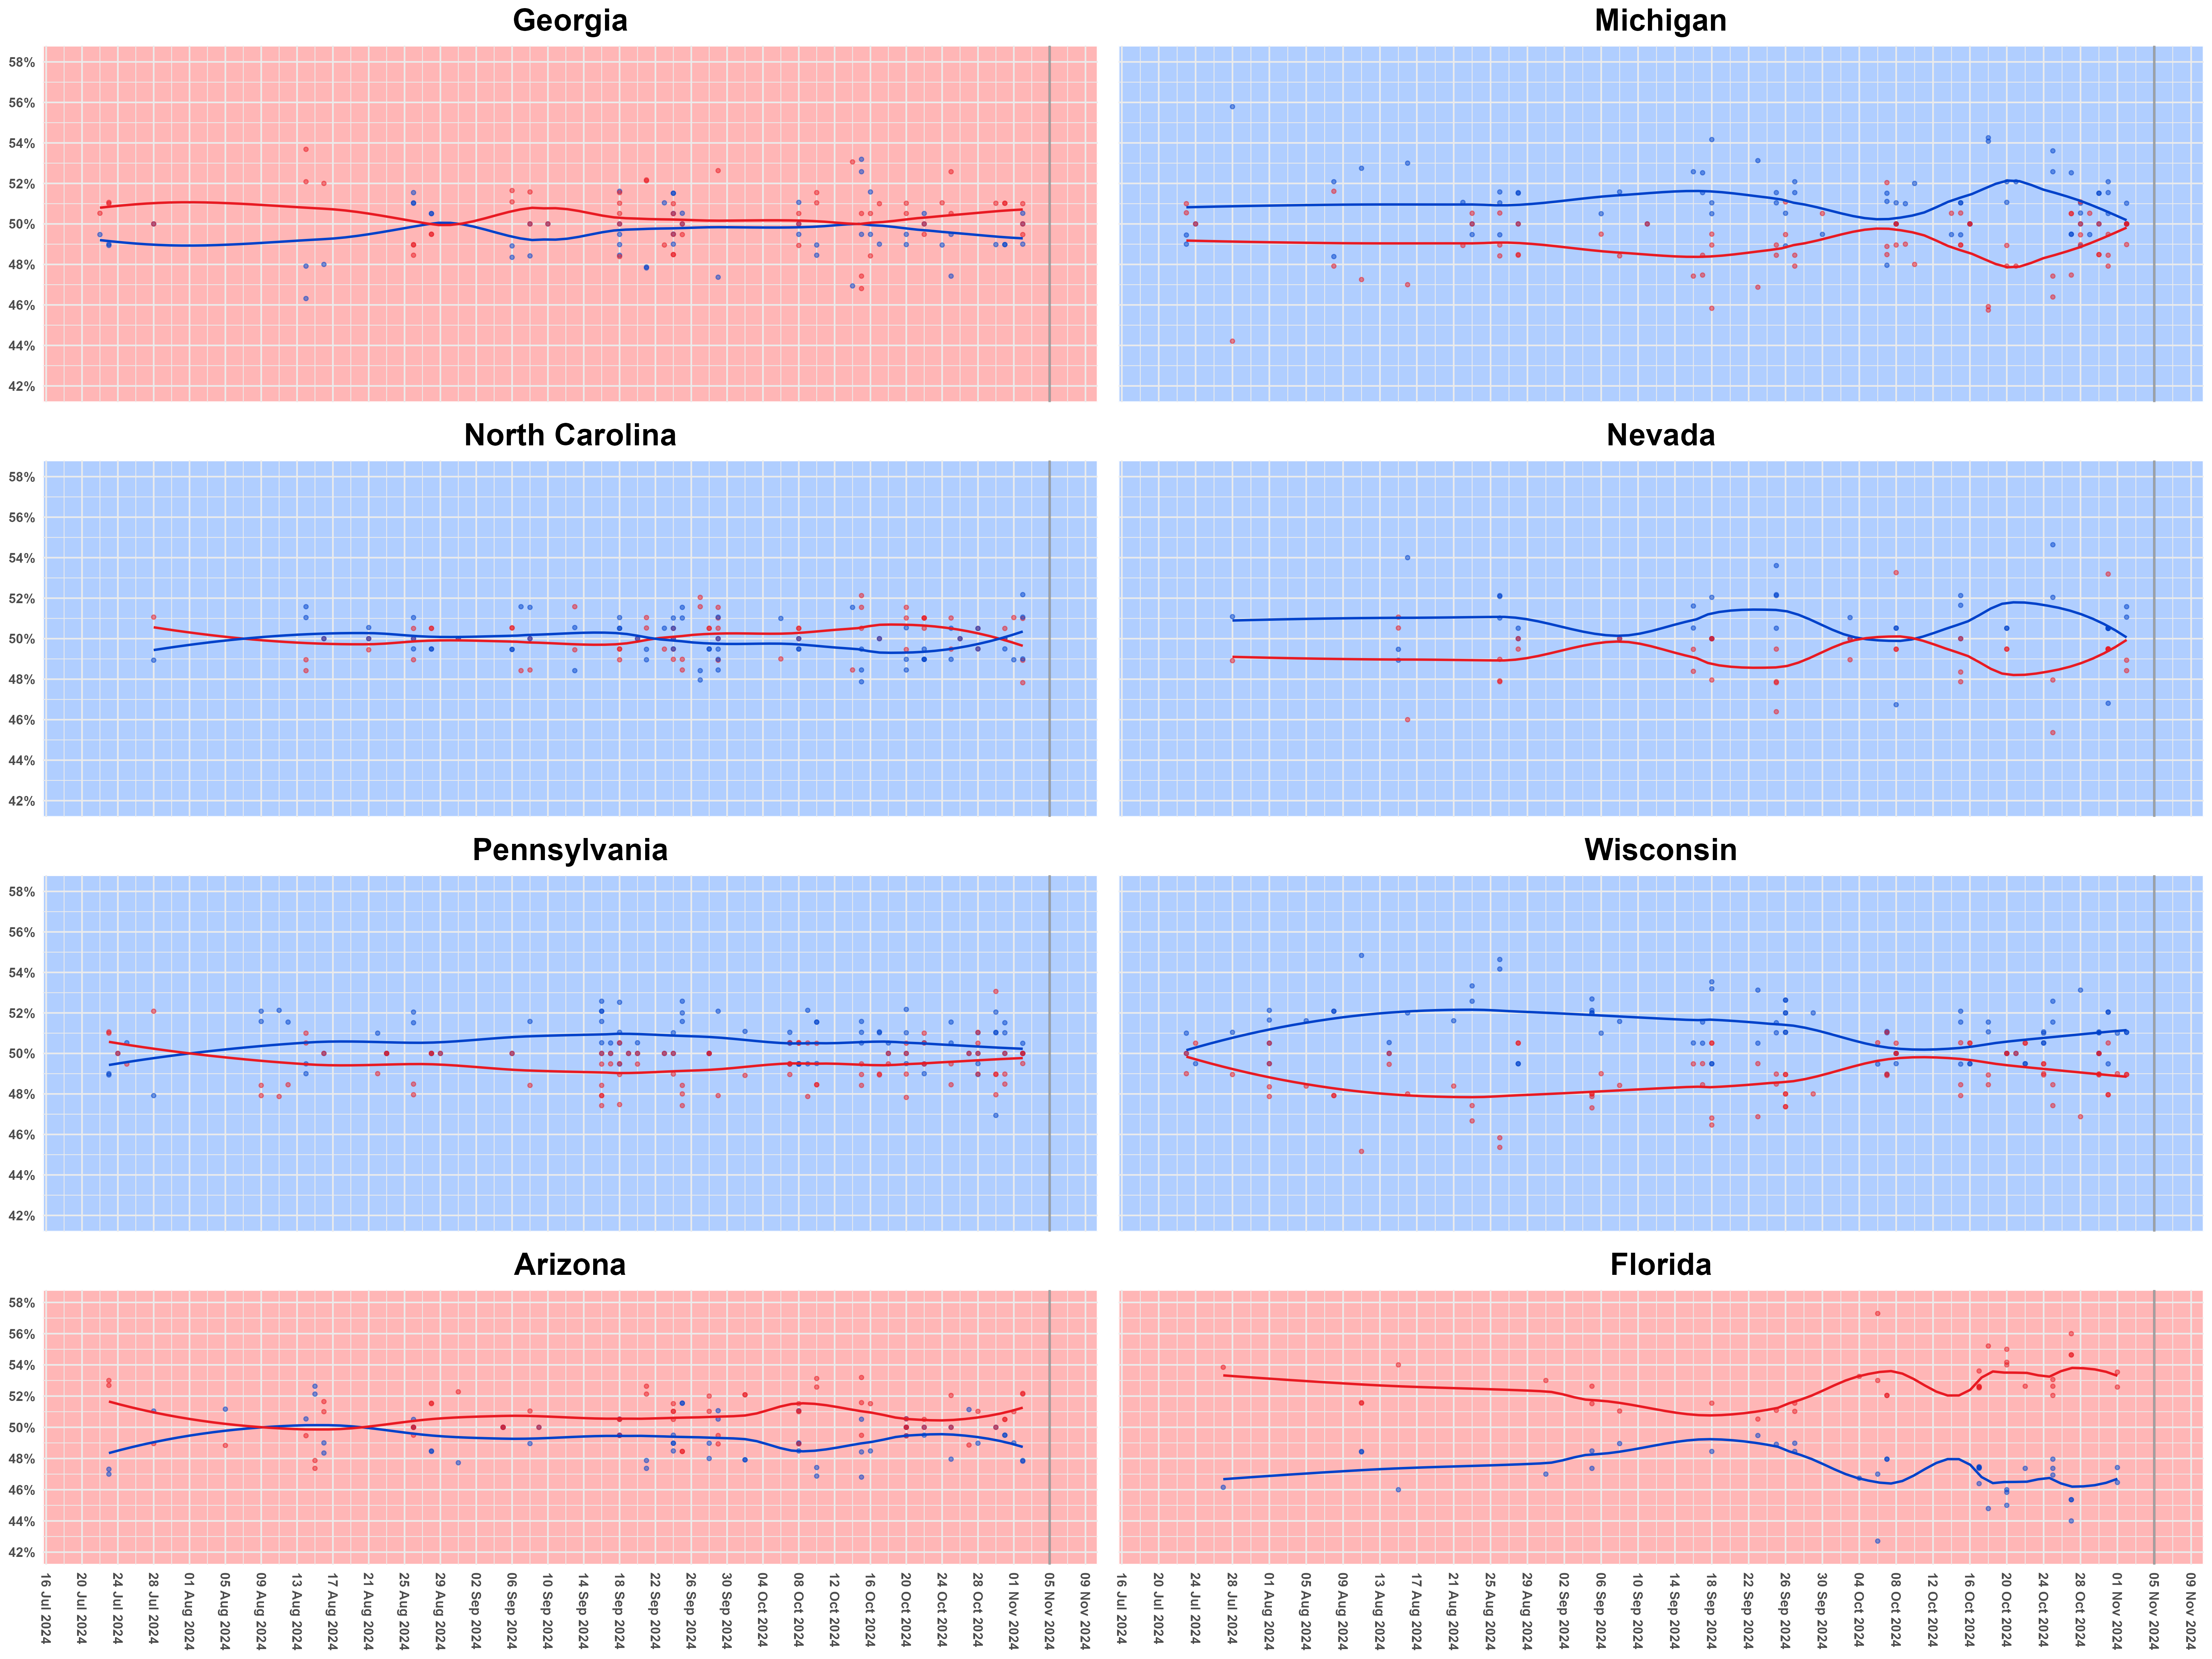 Georgia
Michigan
58%
56%
54%
52%
50%
48%
46%
44%
42%
North Carolina
Nevada
58%
56%
54%
52%
50%
48%
46%
44%
42%
Pennsylvania
Wisconsin
58%
56%
54%
52%
50%
48%
46%
44%
42%
Arizona
Florida
58%
56%
54%
52%
50%
48%
46%
44%
42%
16 Jul 2024
20 Jul 2024
24 Jul 2024
28 Jul 2024
01 Aug 2024
05 Aug 2024
09 Aug 2024
13 Aug 2024
17 Aug 2024
21 Aug 2024
25 Aug 2024
29 Aug 2024
02 Sep 2024
06 Sep 2024
10 Sep 2024
14 Sep 2024
18 Sep 2024
22 Sep 2024
26 Sep 2024
30 Sep 2024
04 Oct 2024
08 Oct 2024
12 Oct 2024
16 Oct 2024
20 Oct 2024
24 Oct 2024
28 Oct 2024
01 Nov 2024
05 Nov 2024
09 Nov 2024
16 Jul 2024
20 Jul 2024
24 Jul 2024
28 Jul 2024
01 Aug 2024
05 Aug 2024
09 Aug 2024
13 Aug 2024
17 Aug 2024
21 Aug 2024
25 Aug 2024
29 Aug 2024
02 Sep 2024
06 Sep 2024
10 Sep 2024
14 Sep 2024
18 Sep 2024
22 Sep 2024
26 Sep 2024
30 Sep 2024
04 Oct 2024
08 Oct 2024
12 Oct 2024
16 Oct 2024
20 Oct 2024
24 Oct 2024
28 Oct 2024
01 Nov 2024
05 Nov 2024
09 Nov 2024